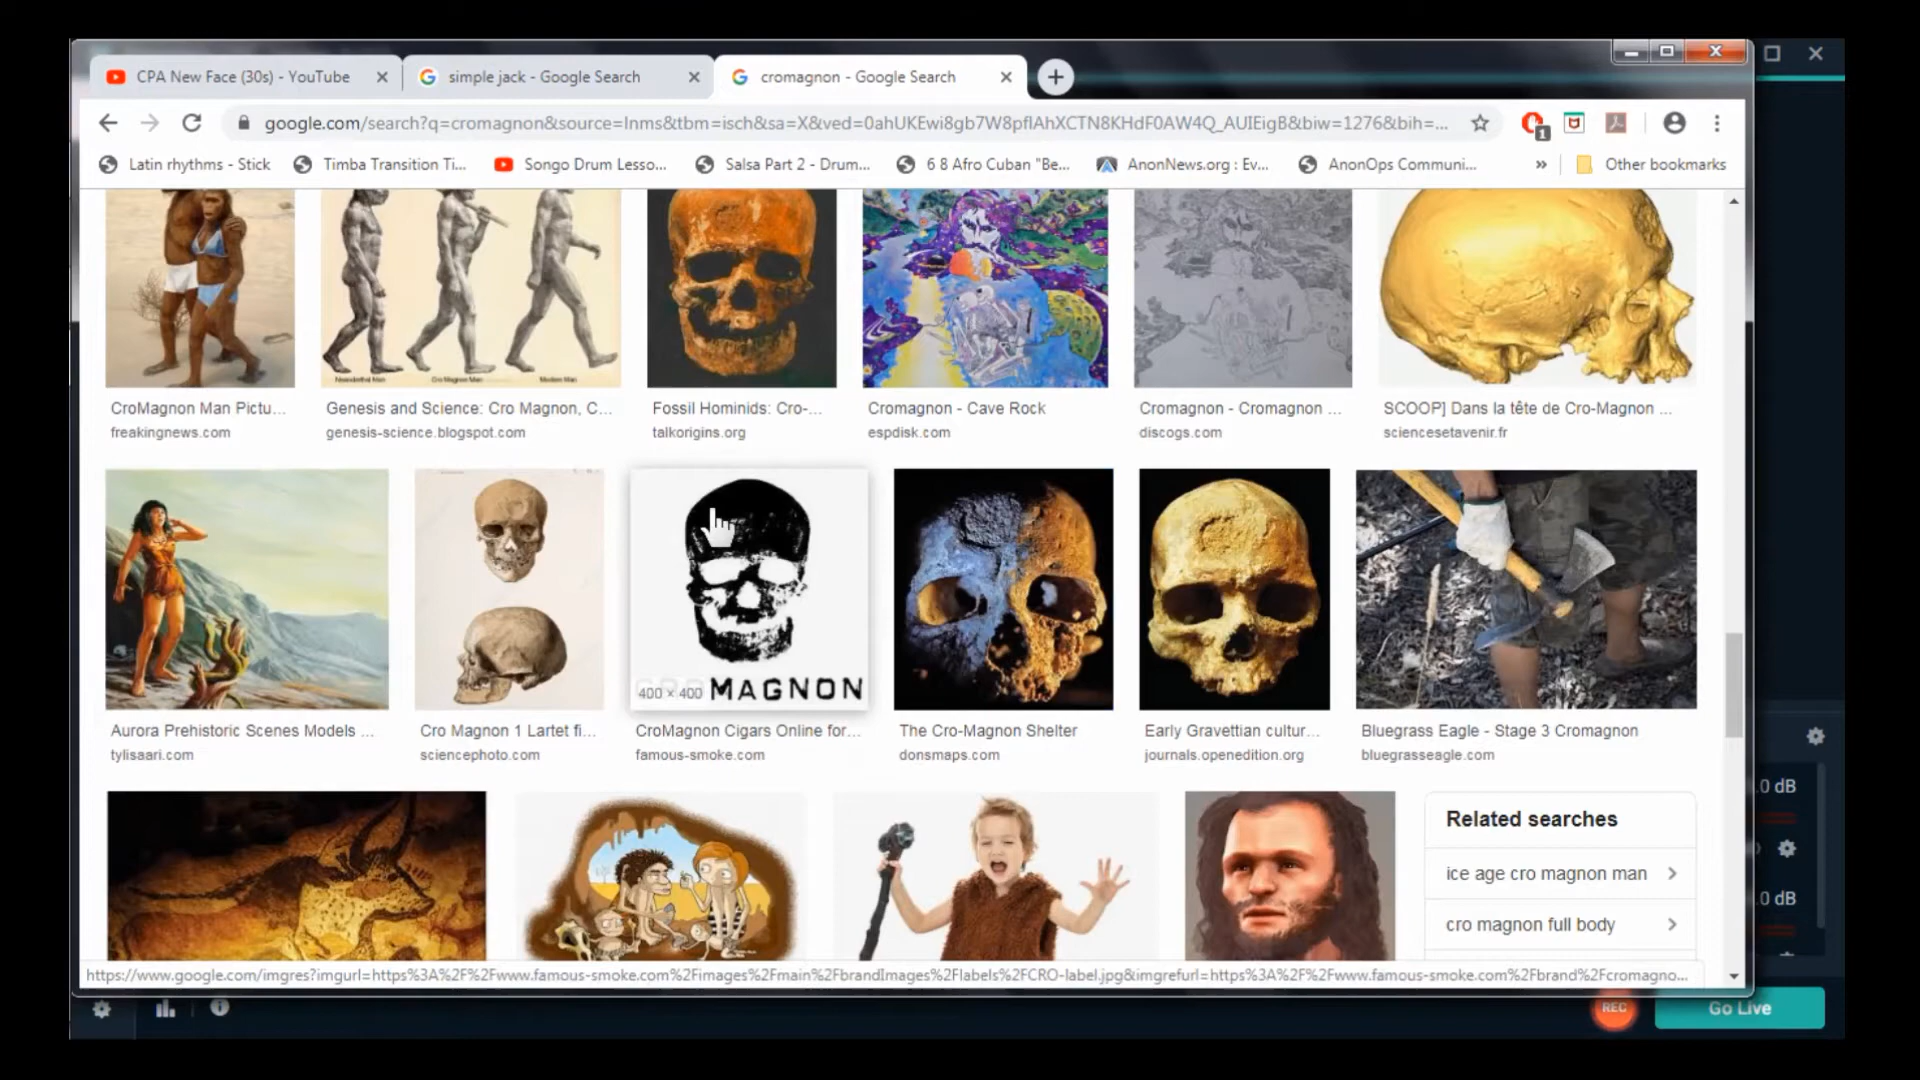 CPA New Face (30s) - YouTube
simple jack - Google Search
cromagnon - Google Search
google.com/search?q=cromagnon&source=lnms&tbm=isch&sa=X&ved=0ahUKEwi8gb7W8pflAhXCTN8KHdF0AW4Q_AUIEigB&biw=1276&bih=...
1
Latin rhythms - Stick
Timba Transition Ti...
Songo Drum Lesso...
Salsa Part 2 - Drum...
6 8 Afro Cuban "Be...
AnonNews.org : Ev...
AnonOps Communi...
»
Other bookmarks
Neanderthal Man
Cro Magnon Man
Modern Man
CroMagnon Man Pictu...
freakingnews.com
Genesis and Science: Cro Magnon, C...
genesis-science.blogspot.com
Fossil Hominids: Cro-...
talkorigins.org
Cromagnon - Cave Rock
espdisk.com
Cromagnon - Cromagnon ...
discogs.com
SCOOP] Dans la tête de Cro-Magnon ...
sciencesetavenir.fr
400 × 400
MAGNON
Aurora Prehistoric Scenes Models ...
tylisaari.com
Cro Magnon 1 Lartet fi...
sciencephoto.com
CroMagnon Cigars Online for...
famous-smoke.com
The Cro-Magnon Shelter
donsmaps.com
Early Gravettian cultur...
journals.openedition.org
Bluegrass Eagle - Stage 3 Cromagnon
bluegrasseagle.com
Related searches
ice age cro magnon man
cro magnon full body
https://www.google.com/imgres?imgurl=https%3A%2F%2Fwww.famous-smoke.com%2Fimages%2Fmain%2FbrandImages%2Flabels%2FCRO-label.jpg&imgrefurl=https%3A%2F%2Fwww.famous-smoke.com%2Fbrand%2Fcromagno...
.0 dB
.0 dB
REC
Go Live